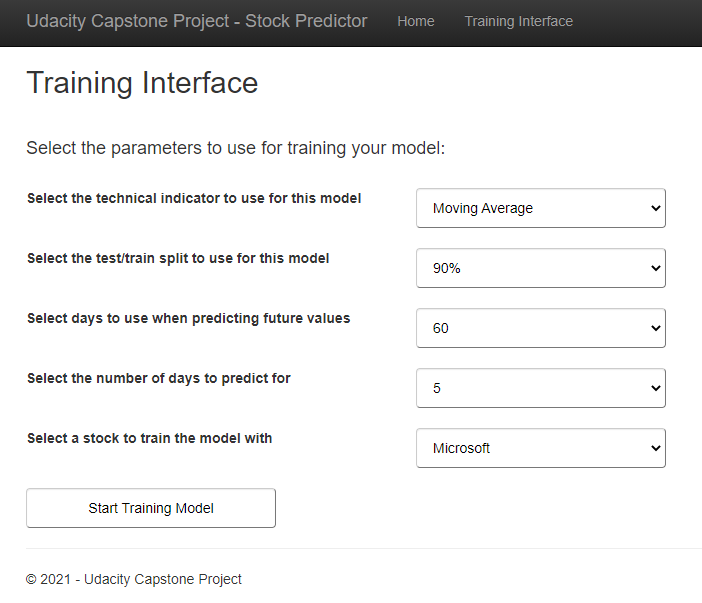 Udacity Capstone Project - Stock Predictor Home Training Interface
Training Interface
Select the parameters to use for training your model:
Select the technical indicator to use for this model Moving Average
Select the test/train split to use for this model 90%
Select days to use when predicting future values 60
Select the number of days to predict for 5
Select a stock to train the model with Microsoft
Start Training Model
© 2021 - Udacity Capstone Project